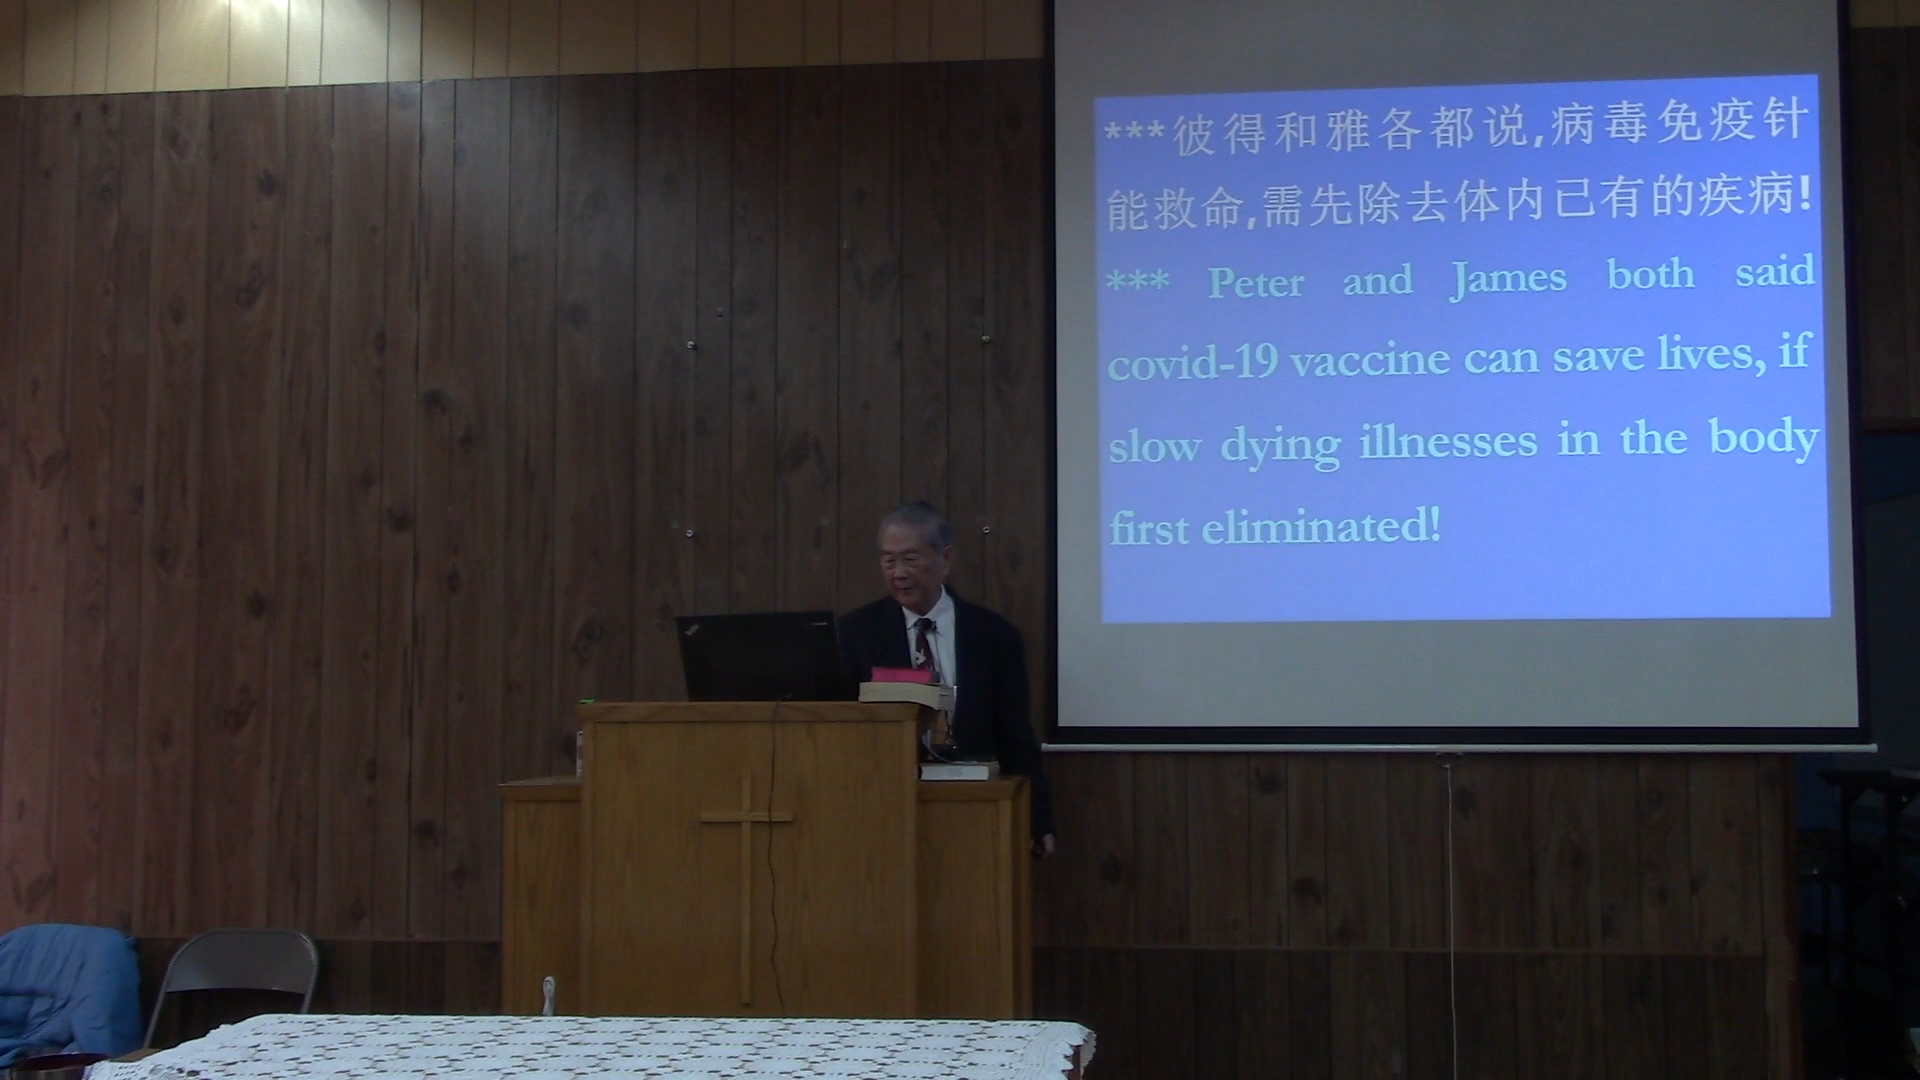 ***彼得和雅各都说,病毒免疫针
能救命,需先除去体内已有的疾病!
*** Peter and James both said
covid-19 vaccine can save lives, if
slow dying illnesses in the body
first eliminated!